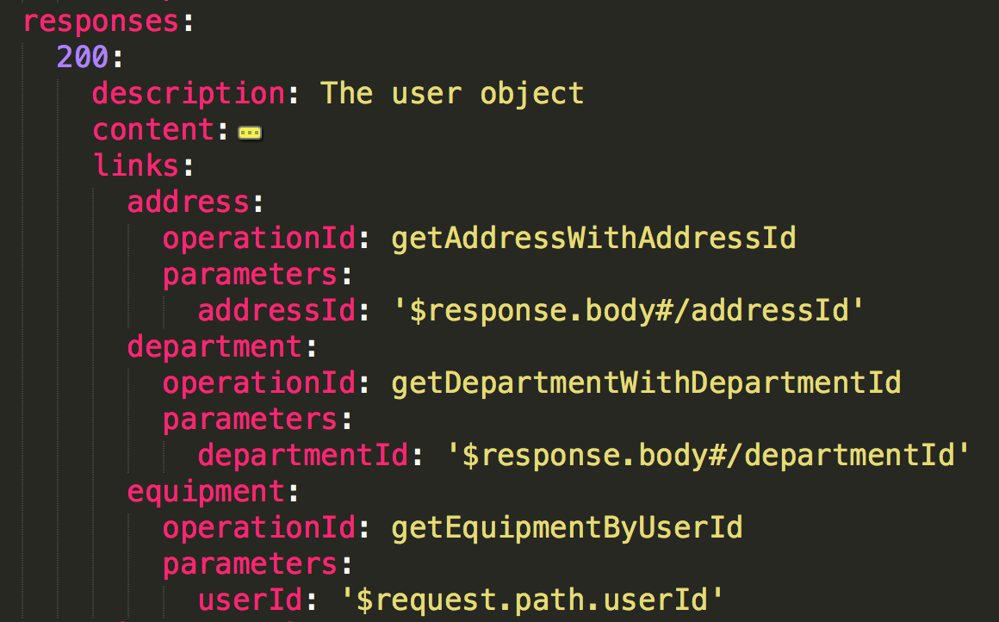 responses:
  200:
    description: The user object
    content:
    links:
      address:
        operationId: getAddressWithAddressId
        parameters:
          addressId: '$response.body#/addressId'
      department:
        operationId: getDepartmentWithDepartmentId
        parameters:
          departmentId: '$response.body#/departmentId'
      equipment:
        operationId: getEquipmentByUserId
        parameters:
          userId: '$request.path.userId'